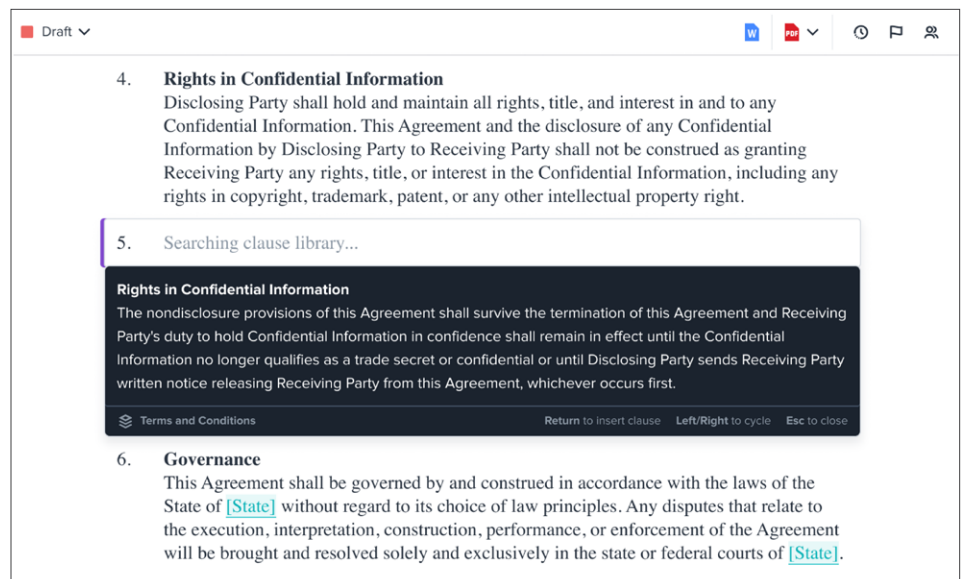 Draft
W
PDF
4. Rights in Confidential Information
Disclosing Party shall hold and maintain all rights, title, and interest in and to any
Confidential Information. This Agreement and the disclosure of any Confidential
Information by Disclosing Party to Receiving Party shall not be construed as granting
Receiving Party any rights, title, or interest in the Confidential Information, including any
rights in copyright, trademark, patent, or any other intellectual property right.
5. Searching clause library...
Rights in Confidential Information
The nondisclosure provisions of this Agreement shall survive the termination of this Agreement and Receiving
Party's duty to hold Confidential Information in confidence shall remain in effect until the Confidential
Information no longer qualifies as a trade secret or confidential or until Disclosing Party sends Receiving Party
written notice releasing Receiving Party from this Agreement, whichever occurs first.
Terms and Conditions Return to insert clause Left/Right to cycle Esc to close
6. Governance
This Agreement shall be governed by and construed in accordance with the laws of the
State of [State] without regard to its choice of law principles. Any disputes that relate to
the execution, interpretation, construction, performance, or enforcement of the Agreement
will be brought and resolved solely and exclusively in the state or federal courts of [State].